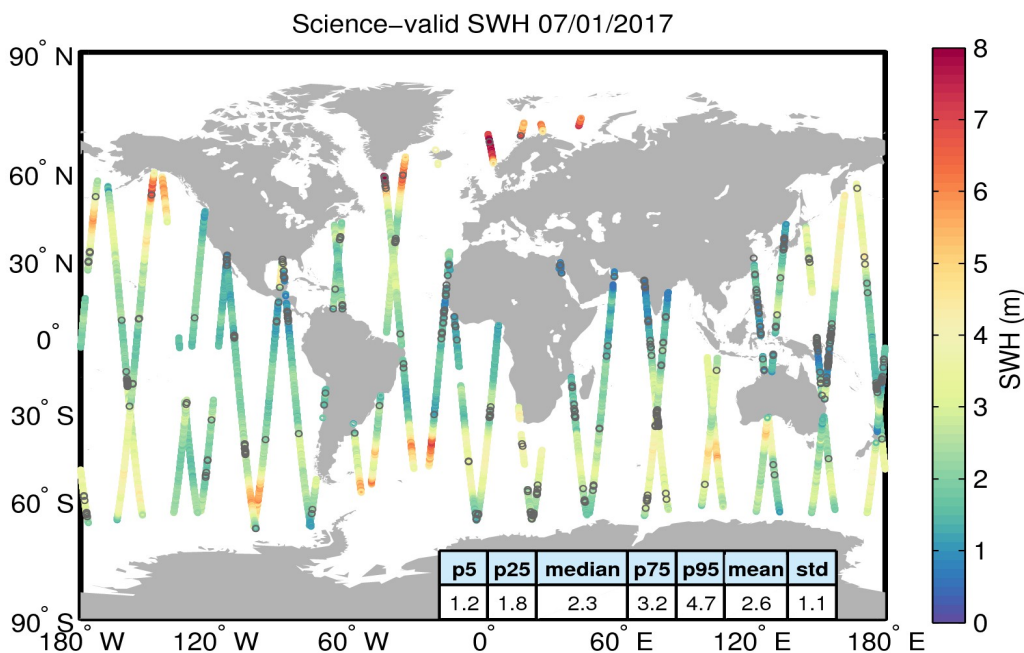 Science−valid SWH 07/01/2017
90° N
60° N
30° N
0°
30° S
60° S
90° S
180° W
120° W
60° W
0°
60° E
120° E
180° E
p5 p25 median p75 p95 mean std
1.2 1.8 2.3 3.2 4.7 2.6 1.1
8
7
6
5
4
3
2
1
0
SWH (m)